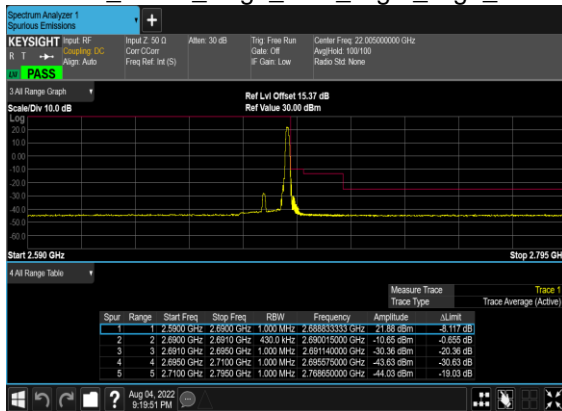 Spectrum Analyzer 1
Spurious Emissions
KEYSIGHT Input: RF Input Z: 50 Ω Atten: 30 dB Trig: Free Run Center Freq: 22.005000000 GHz
R T Coupling: DC Corr CCorr Gate: Off Avg|Hold: 100/100
Align: Auto Freq Ref: Int (S) IF Gain: Low Radio Std: None
PASS
3 All Range Graph
Ref Lvl Offset 15.37 dB
Scale/Div 10.0 dB Ref Value 30.00 dBm
Log
20.0
10.0
0.00
-10.0
-20.0
-30.0
-40.0
-50.0
-60.0
Start 2.590 GHz Stop 2.795 GH
4 All Range Table
Measure Trace Trace 1
Trace Type Trace Average (Active)
Spur Range Start Freq Stop Freq RBW Frequency Amplitude ΔLimit
1 1 2.5900 GHz 2.6900 GHz 1.000 MHz 2.688833333 GHz 21.88 dBm -8.117 dB
2 2 2.6900 GHz 2.6910 GHz 430.0 kHz 2.690015000 GHz -10.65 dBm -0.655 dB
3 3 2.6910 GHz 2.6950 GHz 1.000 MHz 2.691140000 GHz -30.36 dBm -20.36 dB
4 4 2.6950 GHz 2.7100 GHz 1.000 MHz 2.695575000 GHz -43.63 dBm -30.63 dB
5 5 2.7100 GHz 2.7950 GHz 1.000 MHz 2.768650000 GHz -44.03 dBm -19.03 dB
Aug 04, 2022
9:19:51 PM